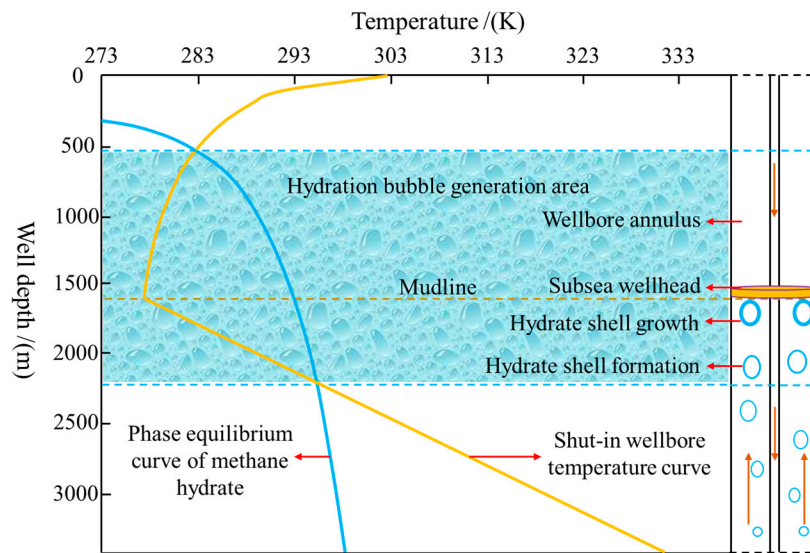 Temperature /(K)
273 283 293 303 313 323 333
0
500
1000
1500
2000
2500
3000
Well depth /(m)
Hydration bubble generation area
Wellbore annulus
Subsea wellhead
Mudline
Hydrate shell growth
Hydrate shell formation
Phase equilibrium
curve of methane
hydrate
Shut-in wellbore
temperature curve